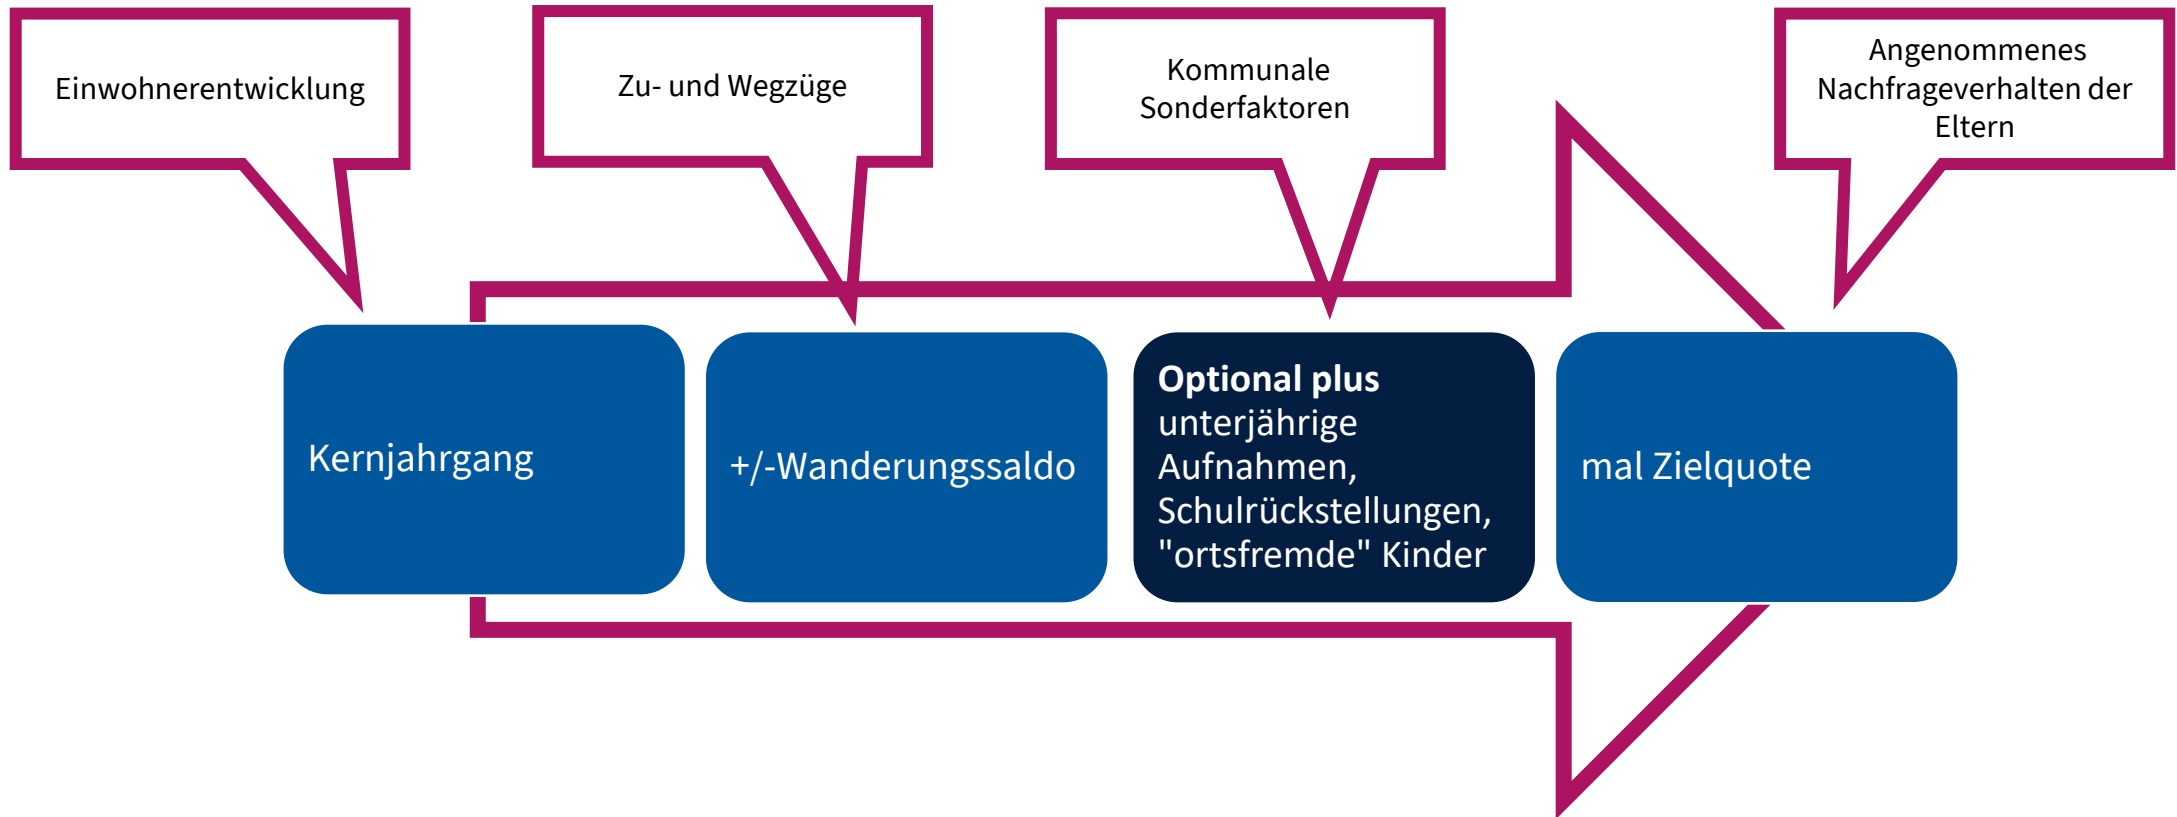 Einwohnerentwicklung
Zu- und Wegzüge
Kommunale
Sonderfaktoren
Angenommenes
Nachfrageverhalten der
Eltern
Kernjahrgang
+/-Wanderungssaldo
Optional plus
unterjährige
Aufnahmen,
Schulrückstellungen,
"ortsfremde" Kinder
mal Zielquote